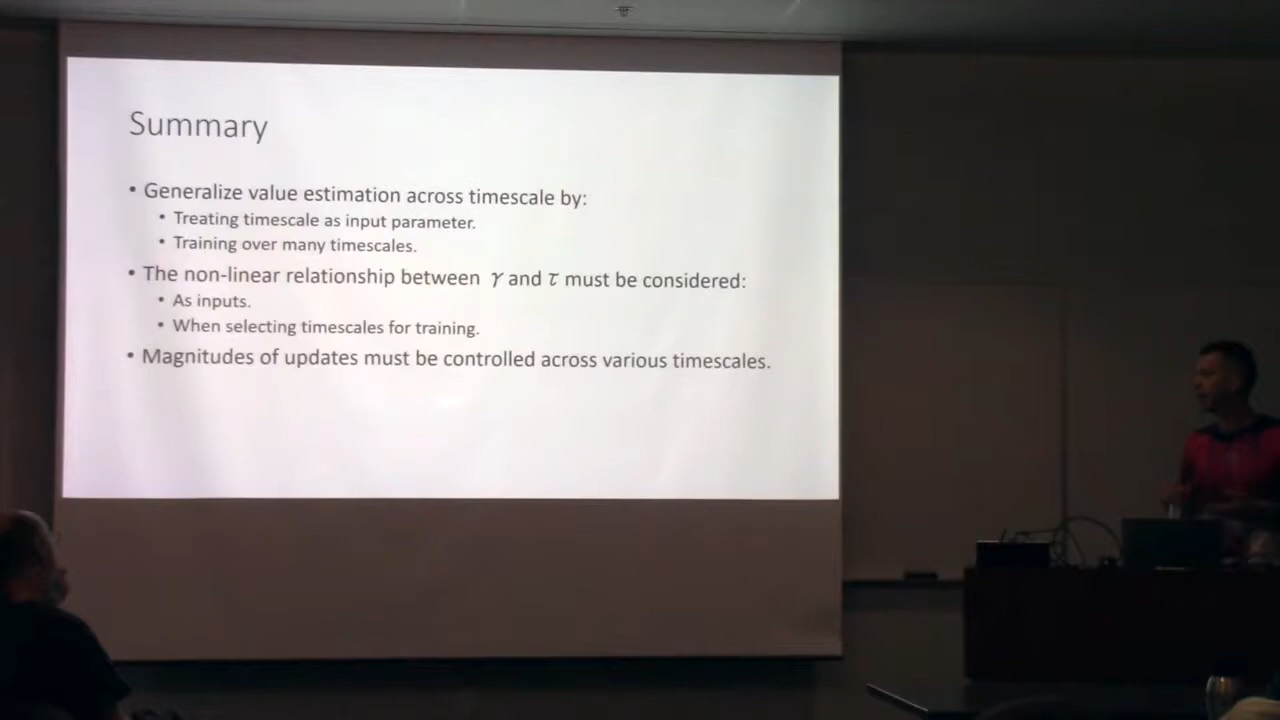 Summary
• Generalize value estimation across timescale by:
• Treating timescale as input parameter.
• Training over many timescales.
• The non-linear relationship between γ and τ must be considered:
• As inputs.
• When selecting timescales for training.
• Magnitudes of updates must be controlled across various timescales.